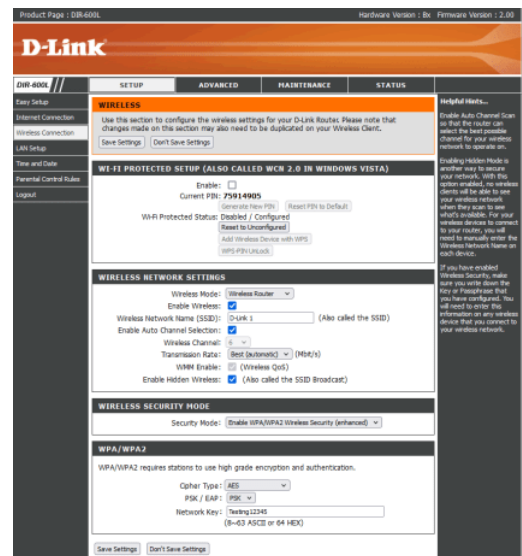 Product Page : DIR-600L
Hardware Version : Bx Firmware Version : 2.00
D-Link
DIR-600L
SETUP
ADVANCED
MAINTENANCE
STATUS
Easy Setup
Internet Connection
Wireless Connection
LAN Setup
Time and Date
Parental Control Rules
Logout
WIRELESS
Use this section to configure the wireless settings for your D-Link Router. Please note that
changes made on this section may also need to be duplicated on your Wireless Client.
Save Settings Don't Save Settings
WI-FI PROTECTED SETUP (ALSO CALLED WCN 2.0 IN WINDOWS VISTA)
Enable:
Current PIN: 75914905
Generate New PIN Reset PIN to Default
Wi-Fi Protected Status: Disabled / Configured
Reset to Unconfigured
Add Wireless Device with WPS
WPS-PIN UnLock
WIRELESS NETWORK SETTINGS
Wireless Mode: Wireless Router
Enable Wireless:
Wireless Network Name (SSID): D-Link 1 (Also called the SSID)
Enable Auto Channel Selection:
Wireless Channel: 6
Transmission Rate: Best (automatic) (Mbit/s)
WMM Enable: (Wireless QoS)
Enable Hidden Wireless: (Also called the SSID Broadcast)
WIRELESS SECURITY MODE
Security Mode: Enable WPA/WPA2 Wireless Security (enhanced)
WPA/WPA2
WPA/WPA2 requires stations to use high grade encryption and authentication.
Cipher Type: AES
PSK / EAP: PSK
Network Key: Testing12345
(8~63 ASCII or 64 HEX)
Save Settings Don't Save Settings
Helpful Hints...
Enable Auto Channel Scan
so that the router can
select the best possible
channel for your wireless
network to operate on.
Enabling Hidden Mode is
another way to secure
your network. With this
option enabled, no wireless
clients will be able to see
your wireless network
when they scan to see
what's available. For your
wireless devices to connect
to your router, you will
need to manually enter the
Wireless Network Name on
each device.
If you have enabled
Wireless Security, make
sure you write down the
Key or Passphrase that
you have configured. You
will need to enter this
information on any wireless
device that you connect to
your wireless network.